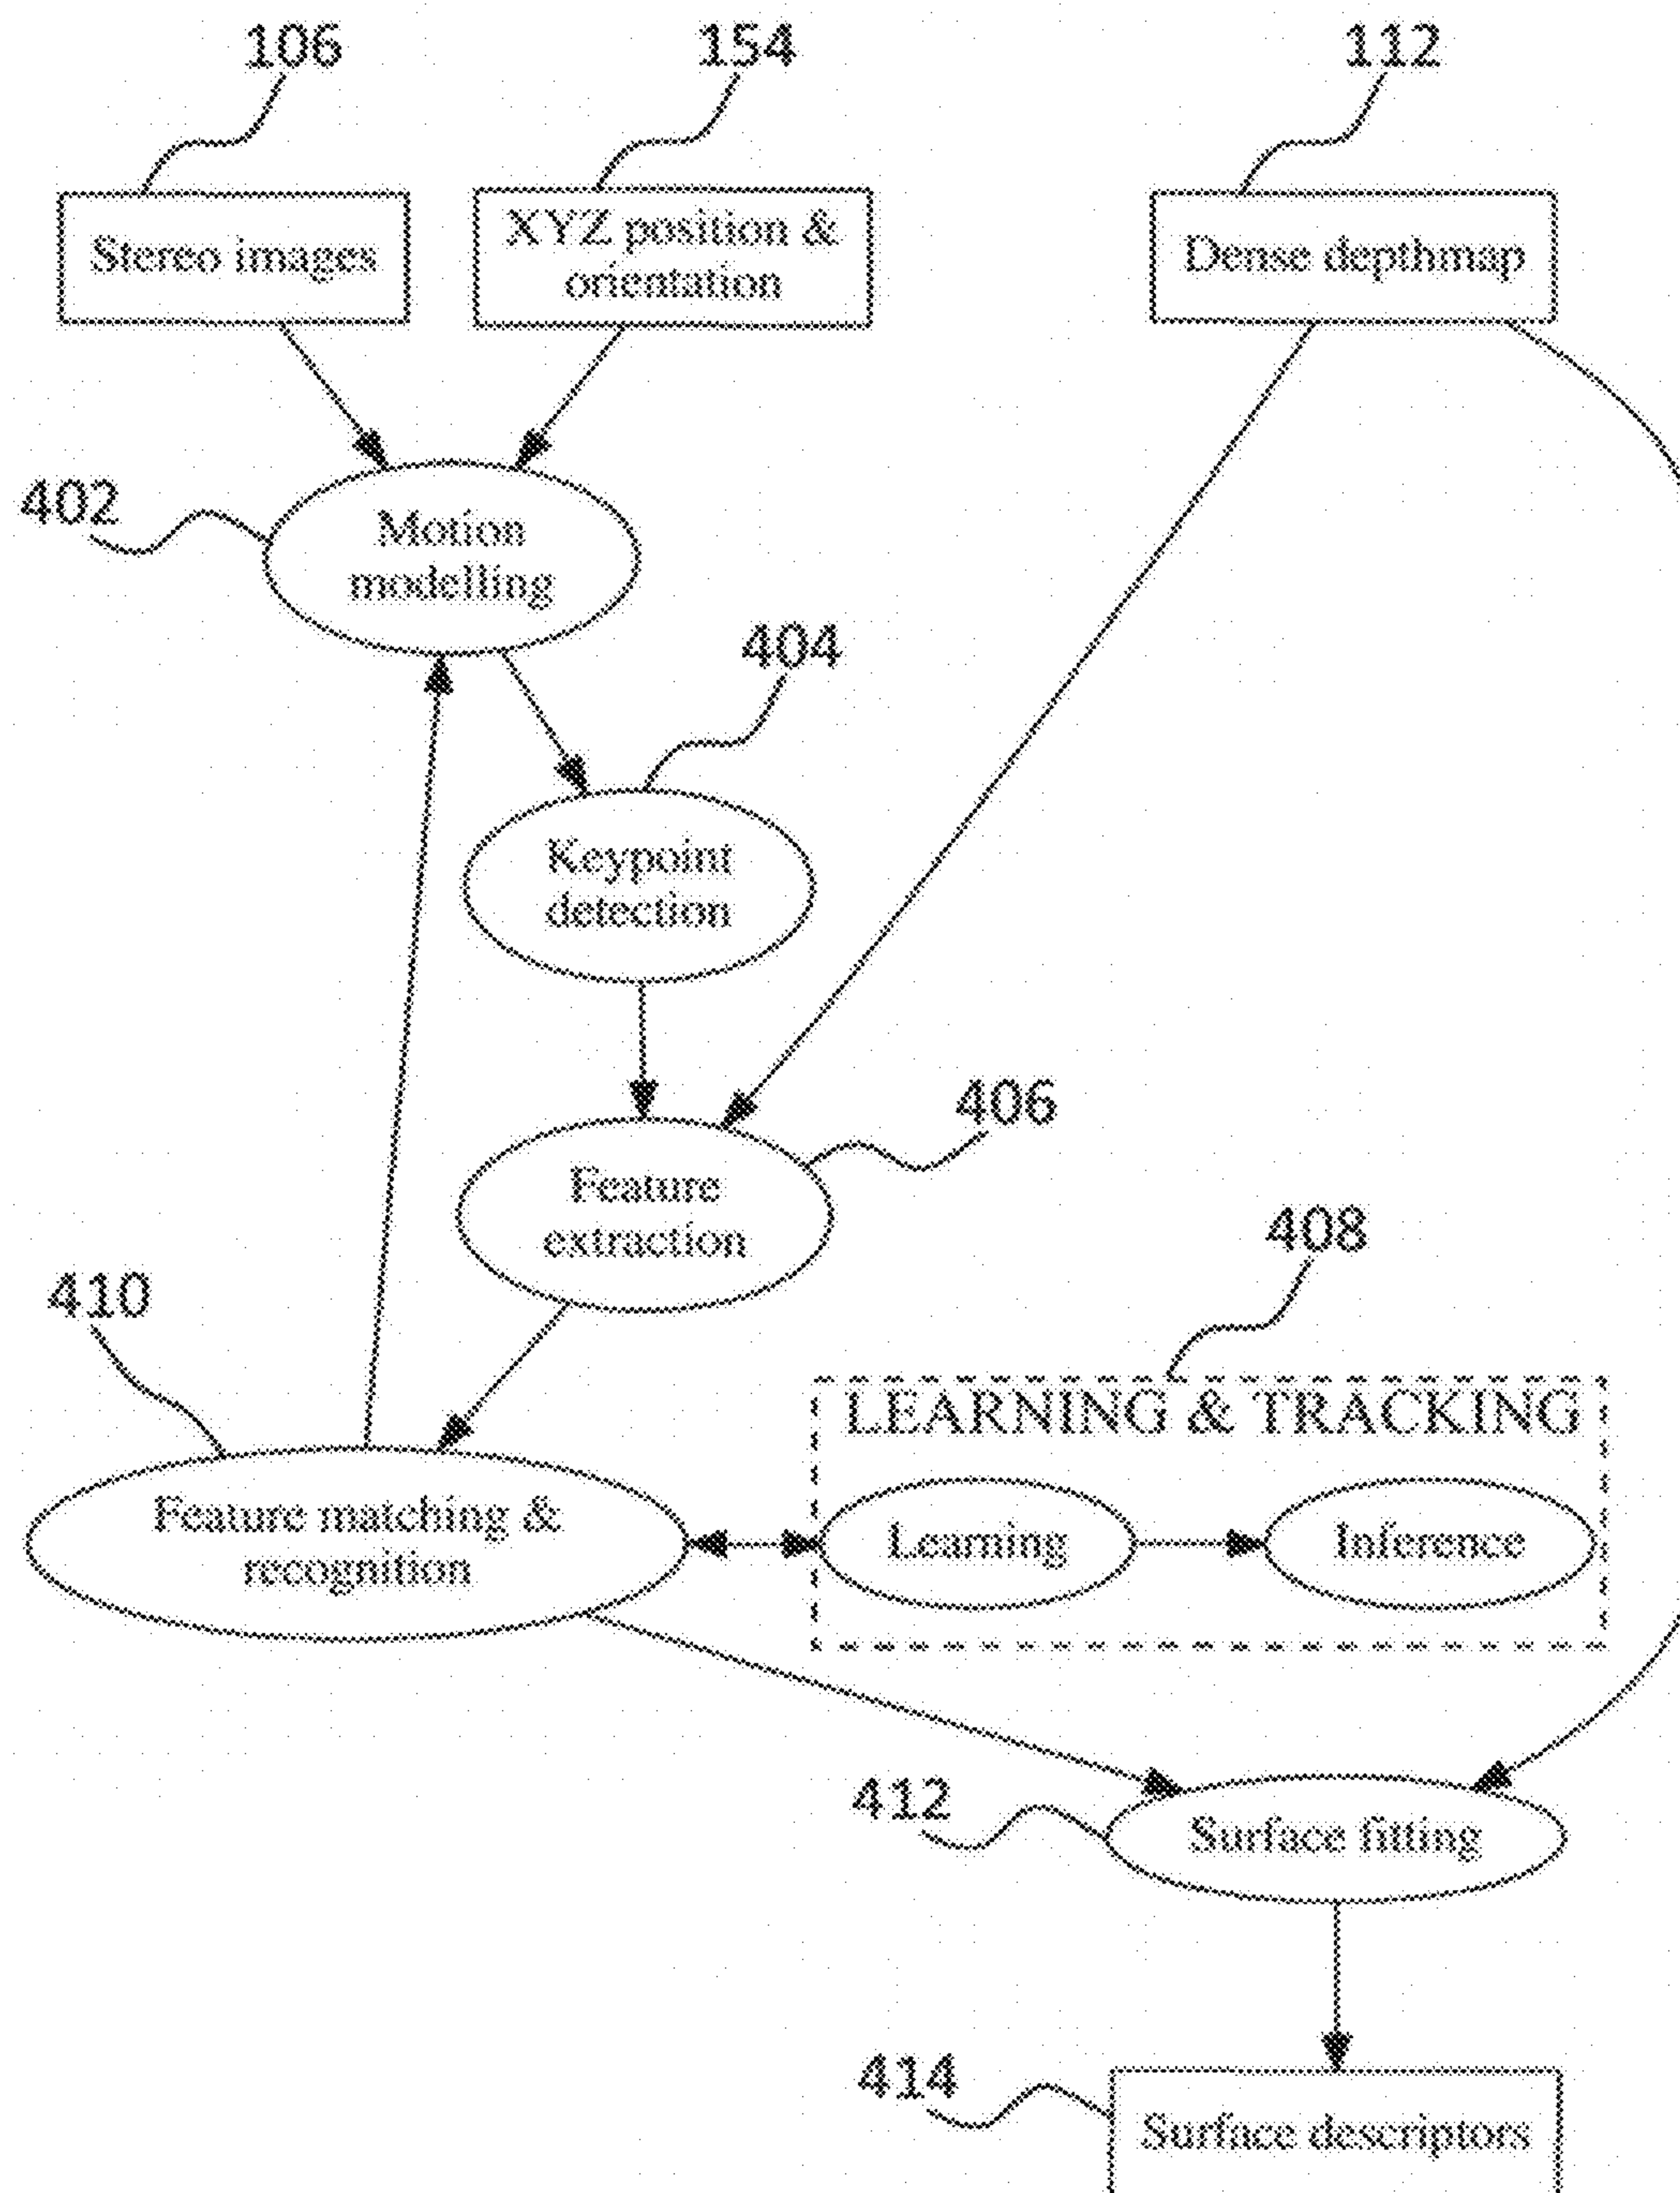 106
154
112
Stereo images
XYZ position &
orientation
Dense depthmap
402
Motion
modelling
404
Keypoint
detection
406
Feature
extraction
408
410
LEARNING & TRACKING
Feature matching &
recognition
Learning
Inference
412
Surface fitting
414
Surface descriptors